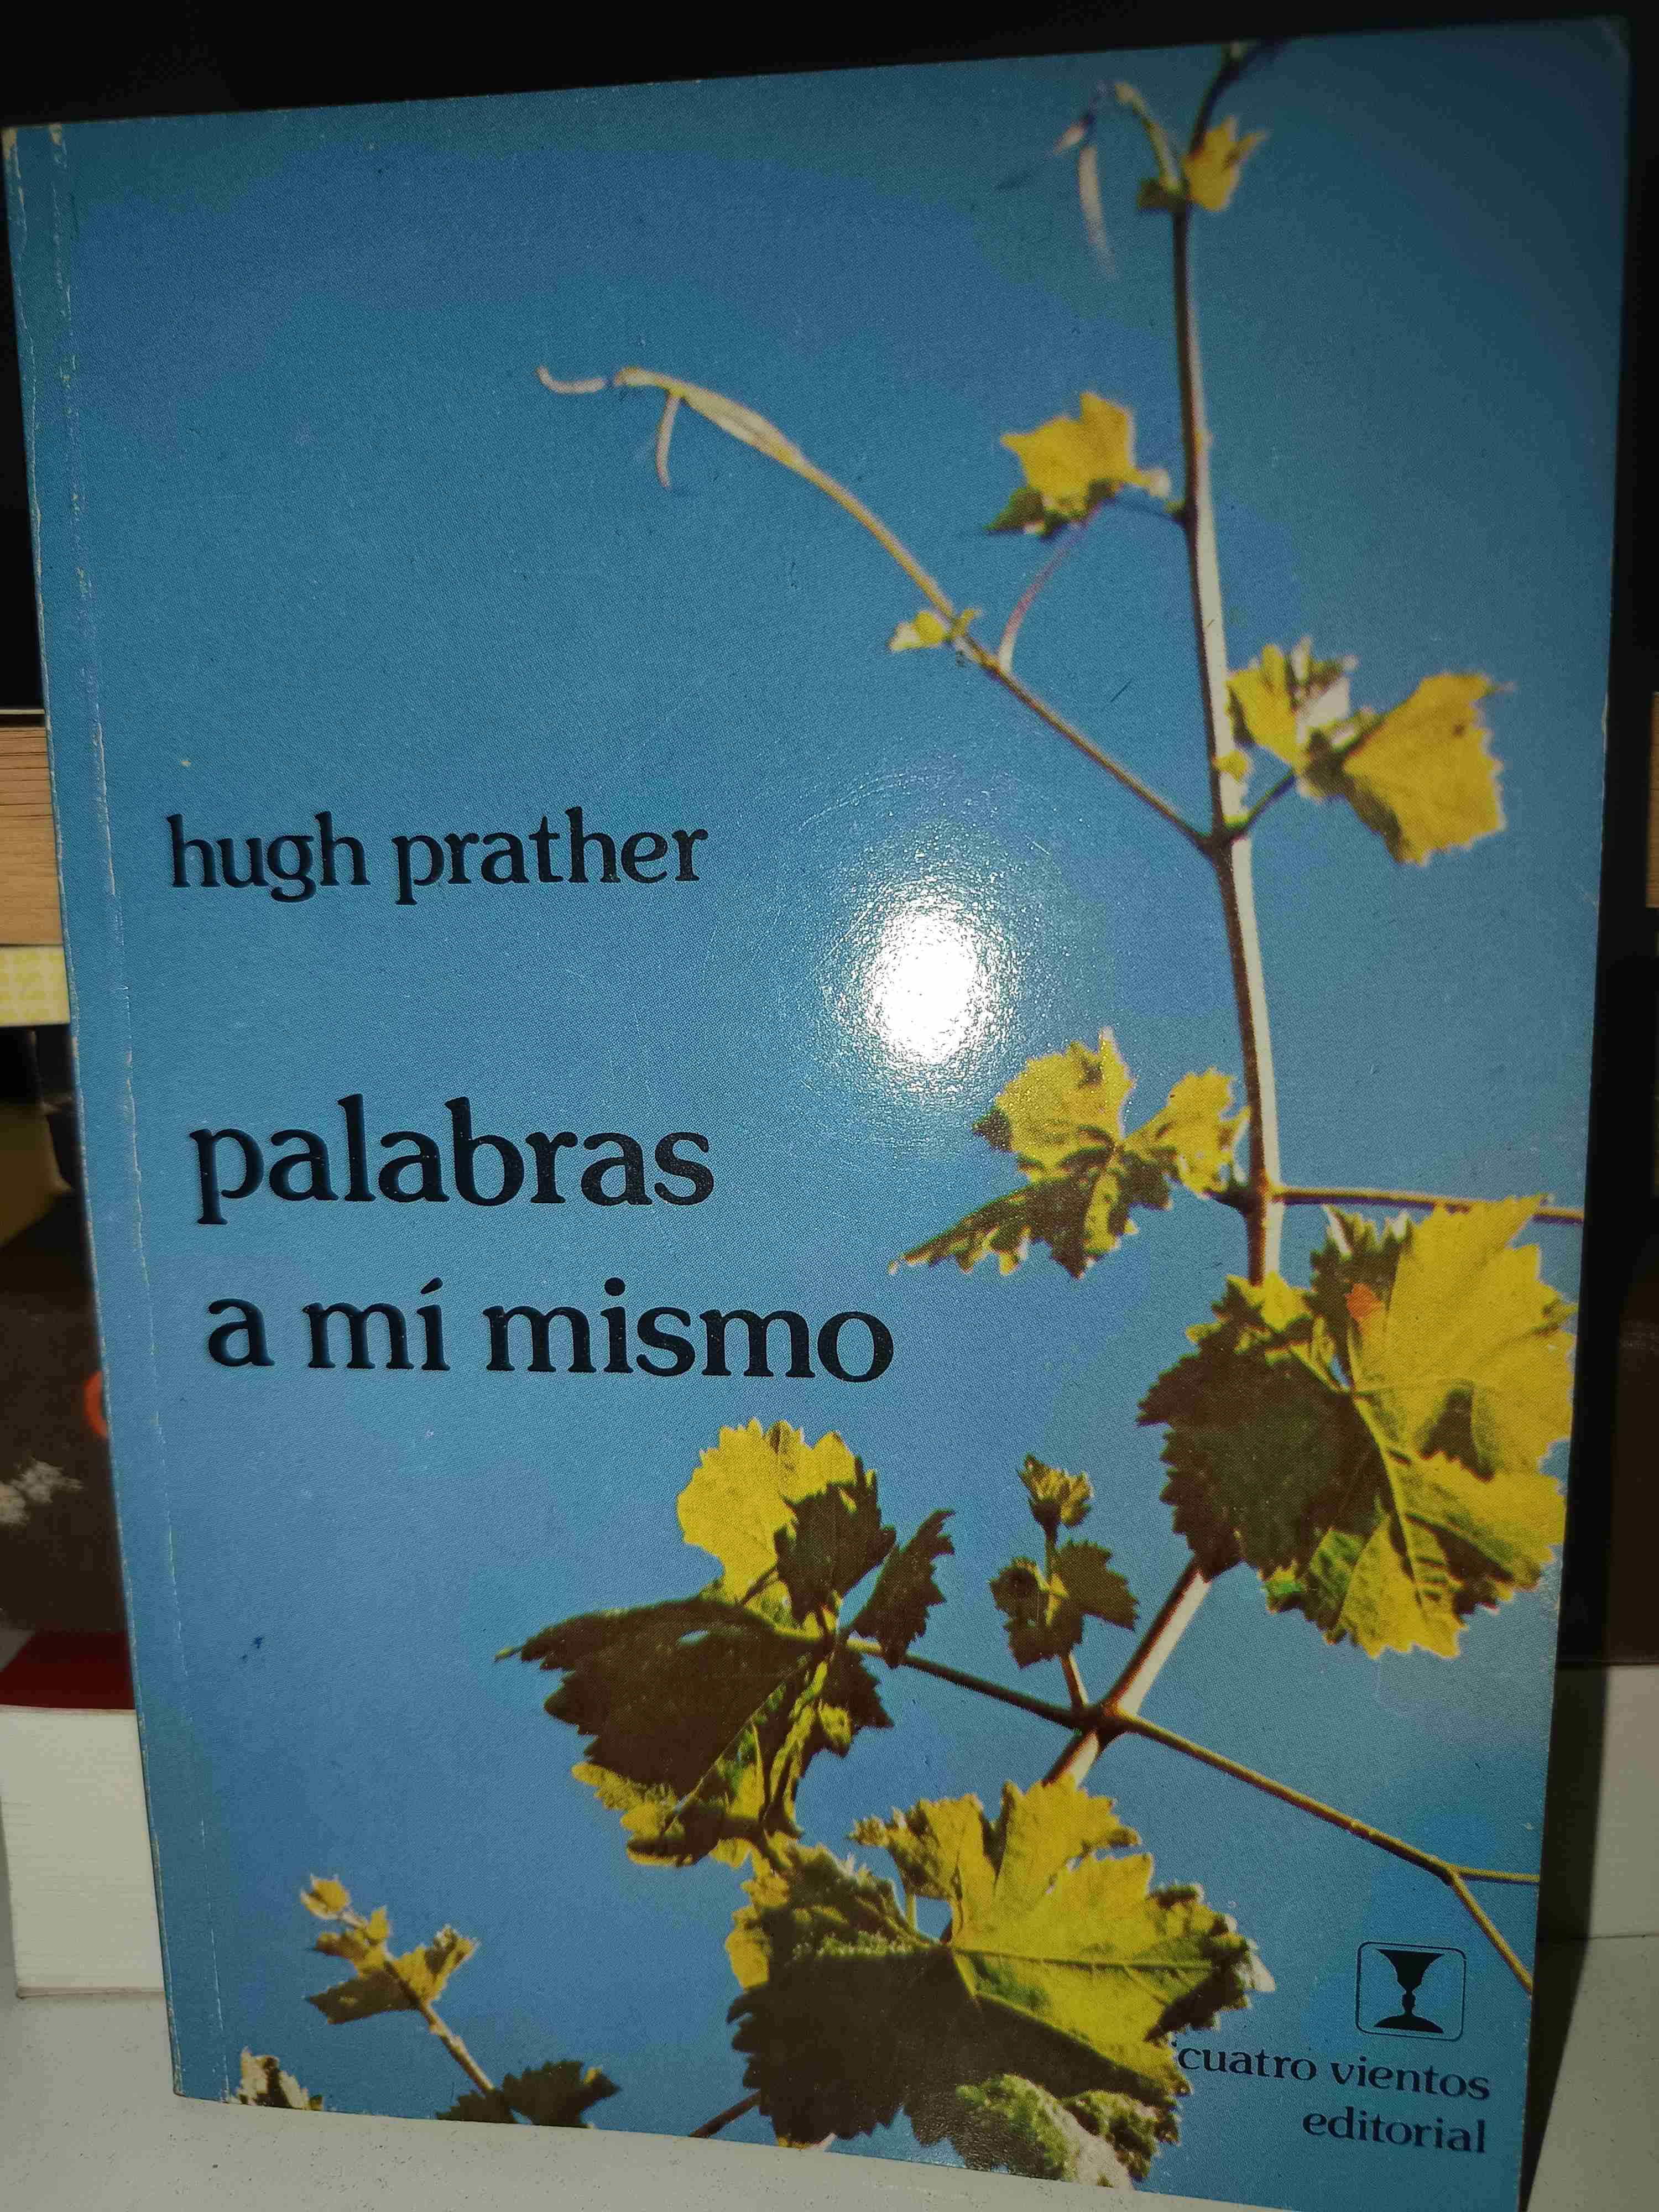 hugh prather
palabras
a mí mismo
cuatro vientos
editorial